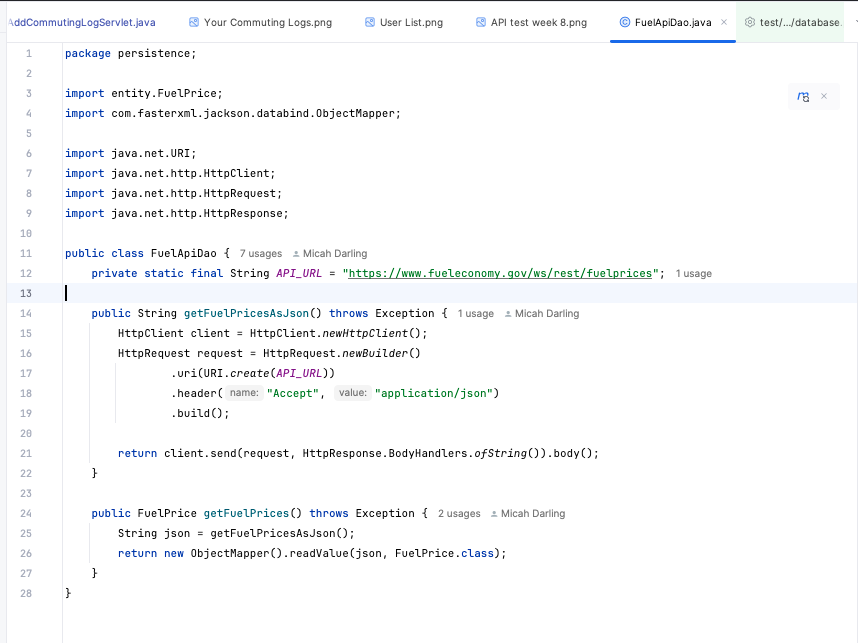 AddCommutingLogServlet.java Your Commuting Logs.png User List.png API test week 8.png FuelApiDao.java × test/.../database.
1 package persistence;
2
3 import entity.FuelPrice;
4 import com.fasterxml.jackson.databind.ObjectMapper;
5
6 import java.net.URI;
7 import java.net.http.HttpClient;
8 import java.net.http.HttpRequest;
9 import java.net.http.HttpResponse;
10
11 public class FuelApiDao { 7 usages Micah Darling
12     private static final String API_URL = "https://www.fueleconomy.gov/ws/rest/fuelprices"; 1 usage
13
14     public String getFuelPricesAsJson() throws Exception { 1 usage Micah Darling
15         HttpClient client = HttpClient.newHttpClient();
16         HttpRequest request = HttpRequest.newBuilder()
17                 .uri(URI.create(API_URL))
18                 .header( name: "Accept", value: "application/json")
19                 .build();
20
21         return client.send(request, HttpResponse.BodyHandlers.ofString()).body();
22     }
23
24     public FuelPrice getFuelPrices() throws Exception { 2 usages Micah Darling
25         String json = getFuelPricesAsJson();
26         return new ObjectMapper().readValue(json, FuelPrice.class);
27     }
28 }